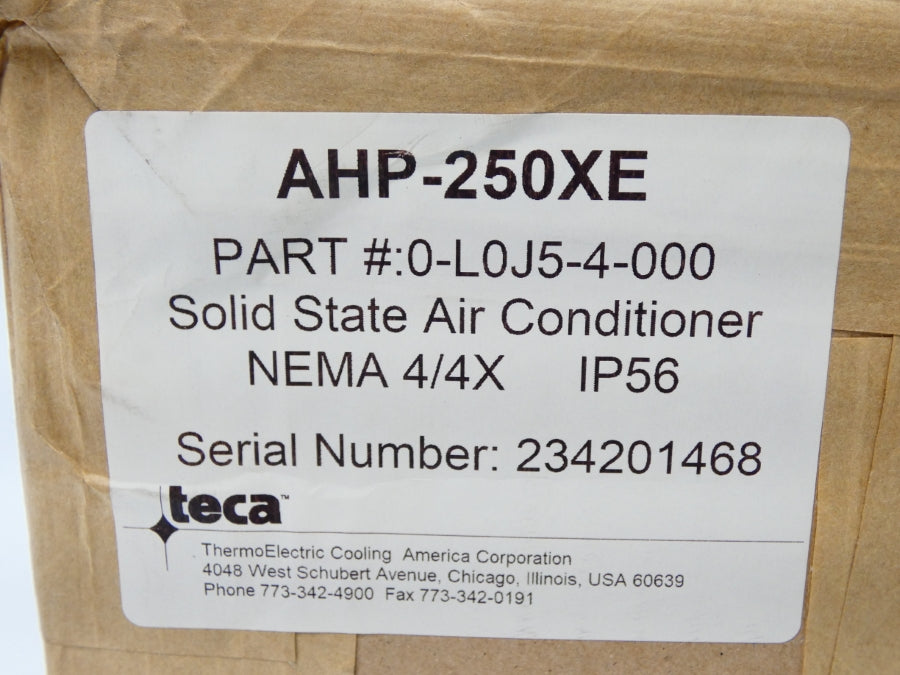 AHP-250XE
PART #:0-L0J5-4-000
Solid State Air Conditioner
NEMA 4/4X IP56
Serial Number: 234201468
teca™
ThermoElectric Cooling America Corporation
4048 West Schubert Avenue, Chicago, Illinois, USA 60639
Phone 773-342-4900 Fax 773-342-0191